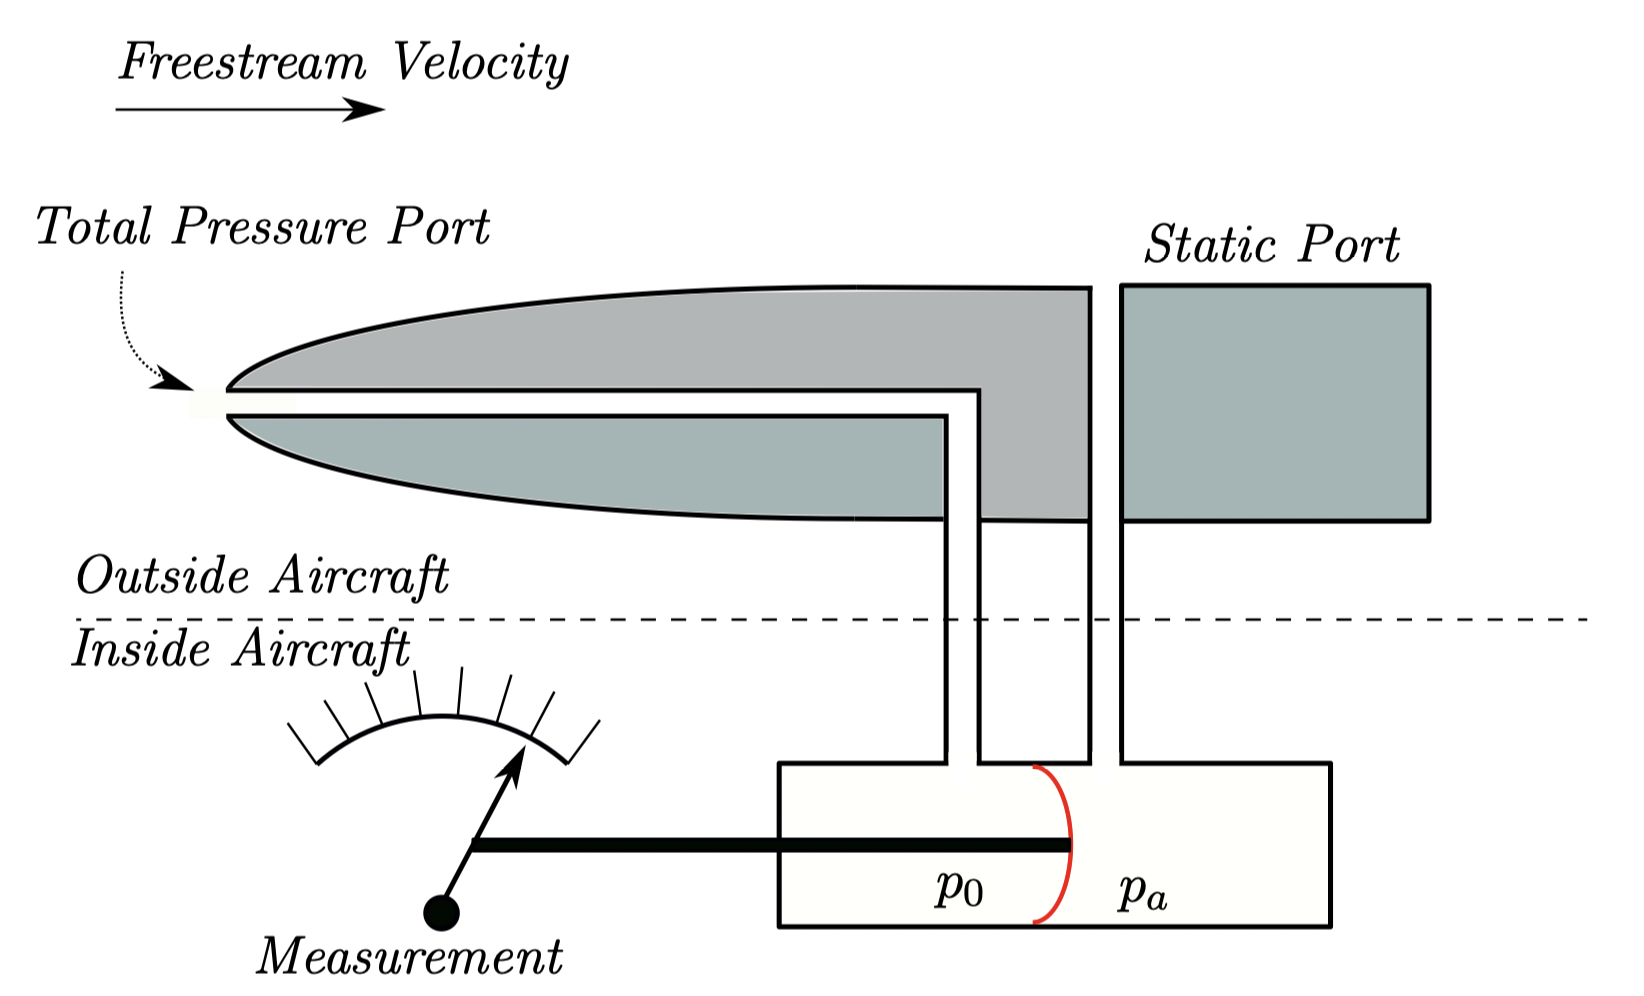 Freestream Velocity
Total Pressure Port
Static Port
Outside Aircraft
Inside Aircraft
p₀
pₐ
Measurement